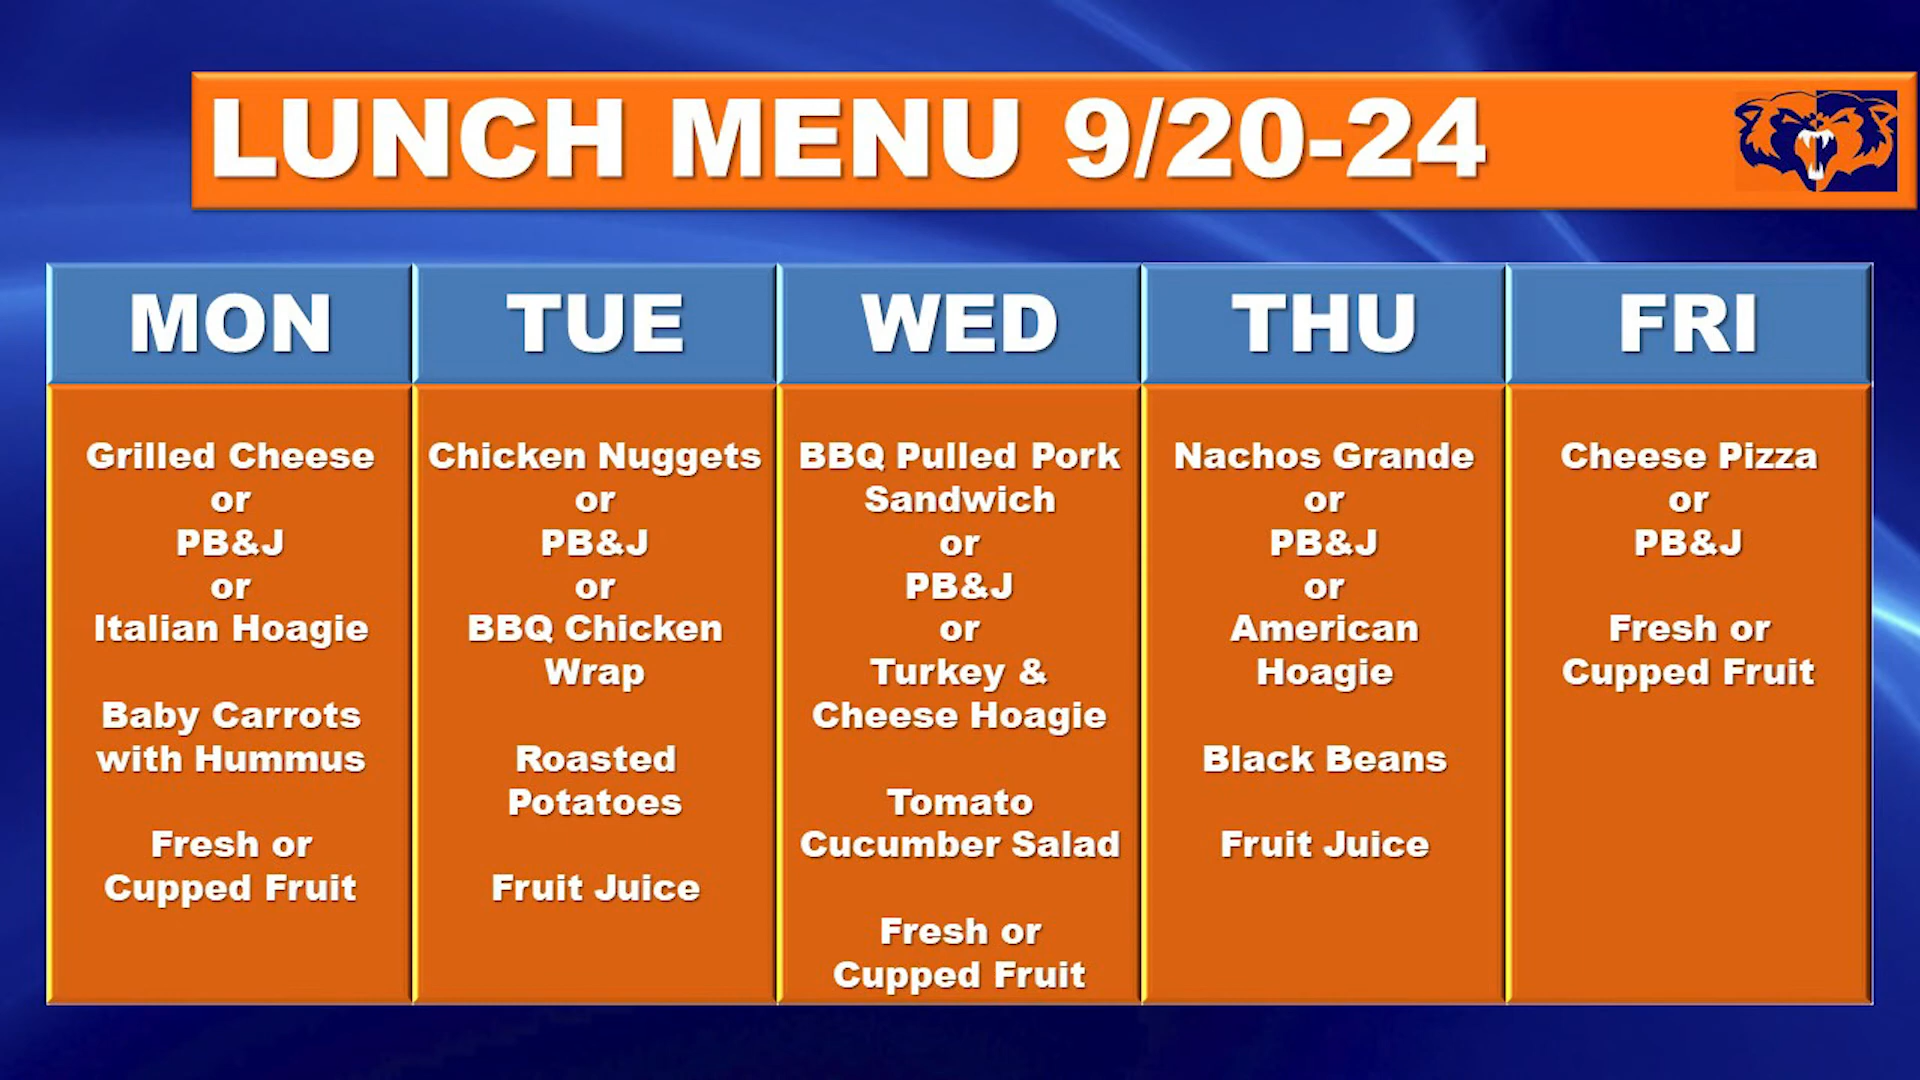 LUNCH MENU 9/20-24
MON
Grilled Cheese
or
PB&J
or
Italian Hoagie
Baby Carrots
with Hummus
Fresh or
Cupped Fruit
TUE
Chicken Nuggets
or
PB&J
or
BBQ Chicken
Wrap
Roasted
Potatoes
Fruit Juice
WED
BBQ Pulled Pork
Sandwich
or
PB&J
or
Turkey &
Cheese Hoagie
Tomato
Cucumber Salad
Fresh or
Cupped Fruit
THU
Nachos Grande
or
PB&J
or
American
Hoagie
Black Beans
Fruit Juice
FRI
Cheese Pizza
or
PB&J
Fresh or
Cupped Fruit